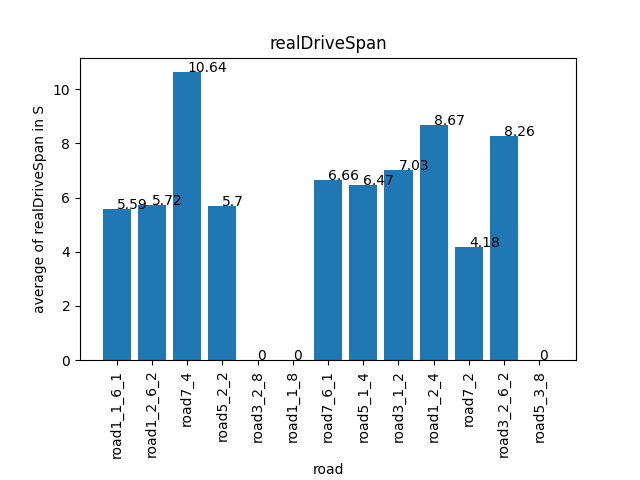 realDriveSpan
average of realDriveSpan in S
10
8
6
4
2
0
5.59
5.72
10.64
5.7
0
0
6.66
6.47
7.03
8.67
4.18
8.26
0
road1_1_6_1
road1_2_6_2
road7_4
road5_2_2
road3_2_8
road1_1_8
road7_6_1
road5_1_4
road3_1_2
road1_2_4
road7_2
road3_2_6_2
road5_3_8
road